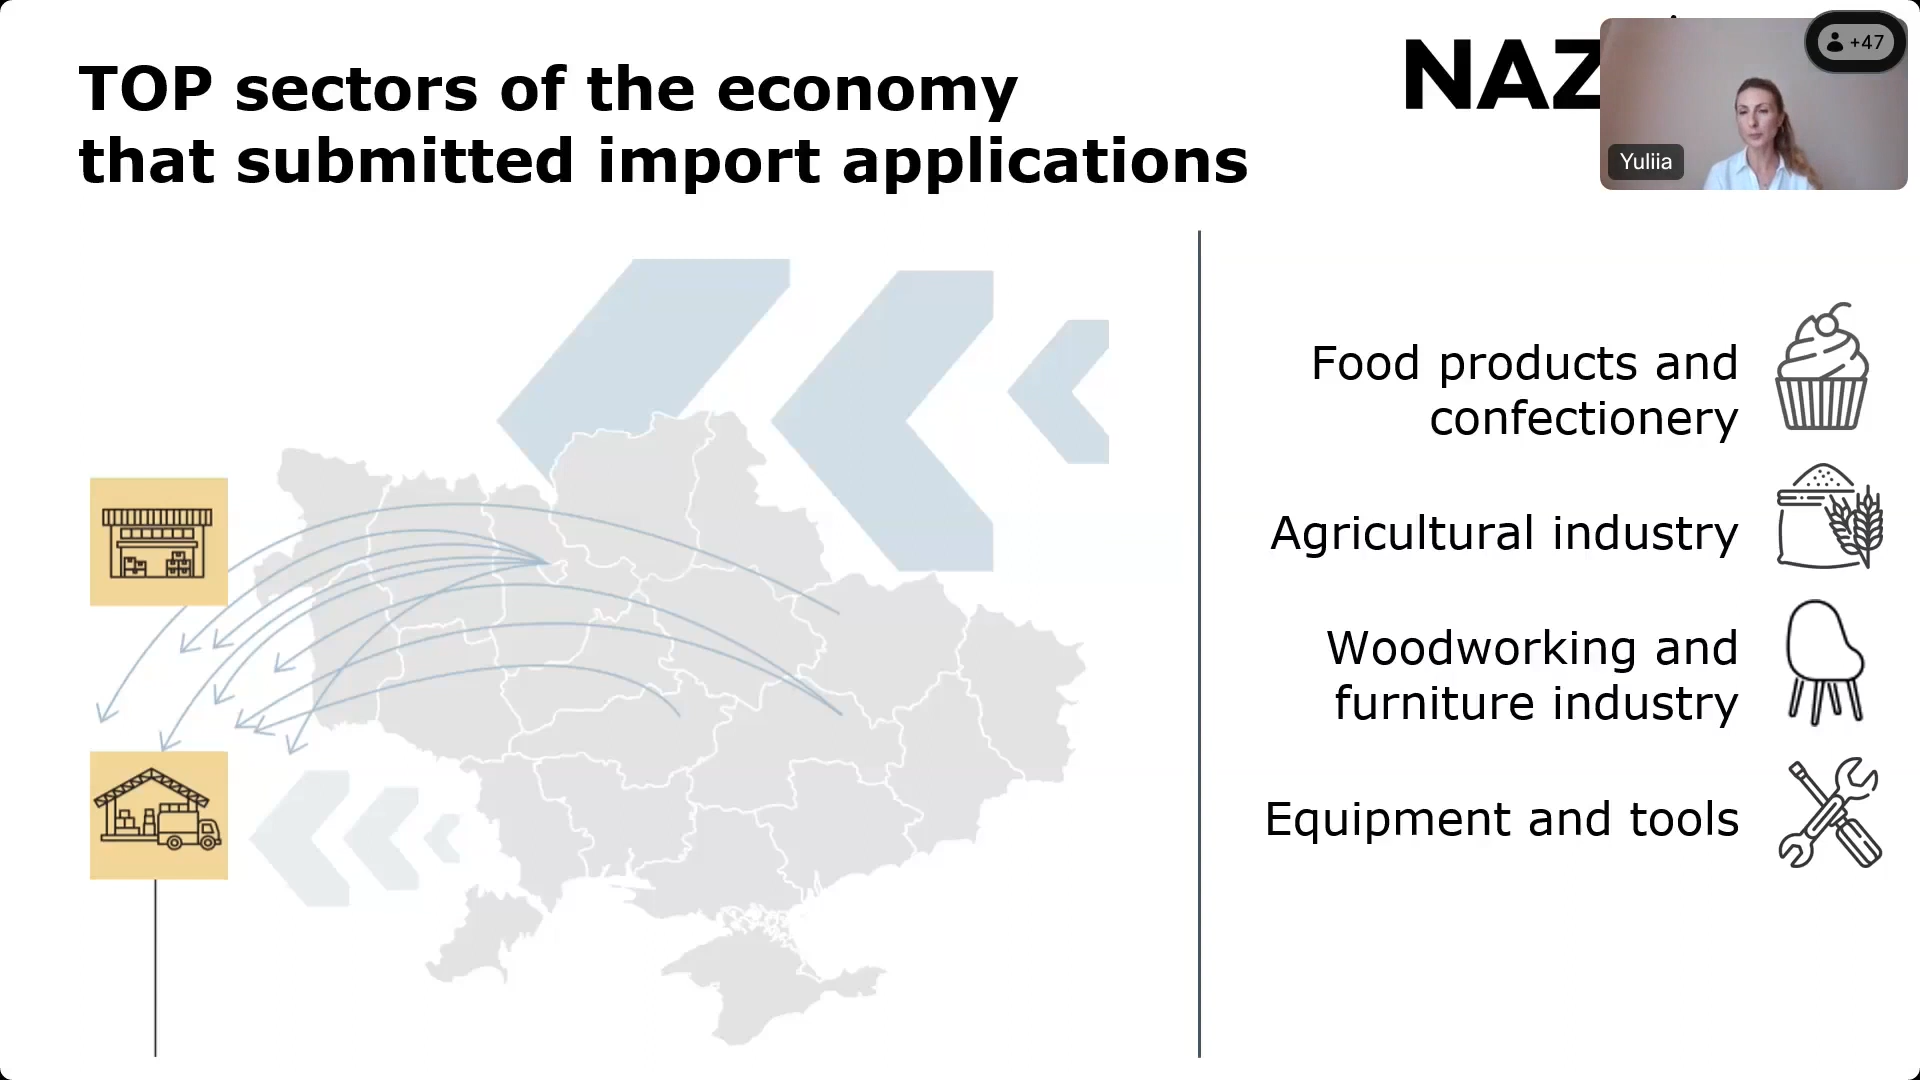 TOP sectors of the economy
that submitted import applications
NAZ
+47
Yuliia
Food products and
confectionery
Agricultural industry
Woodworking and
furniture industry
Equipment and tools